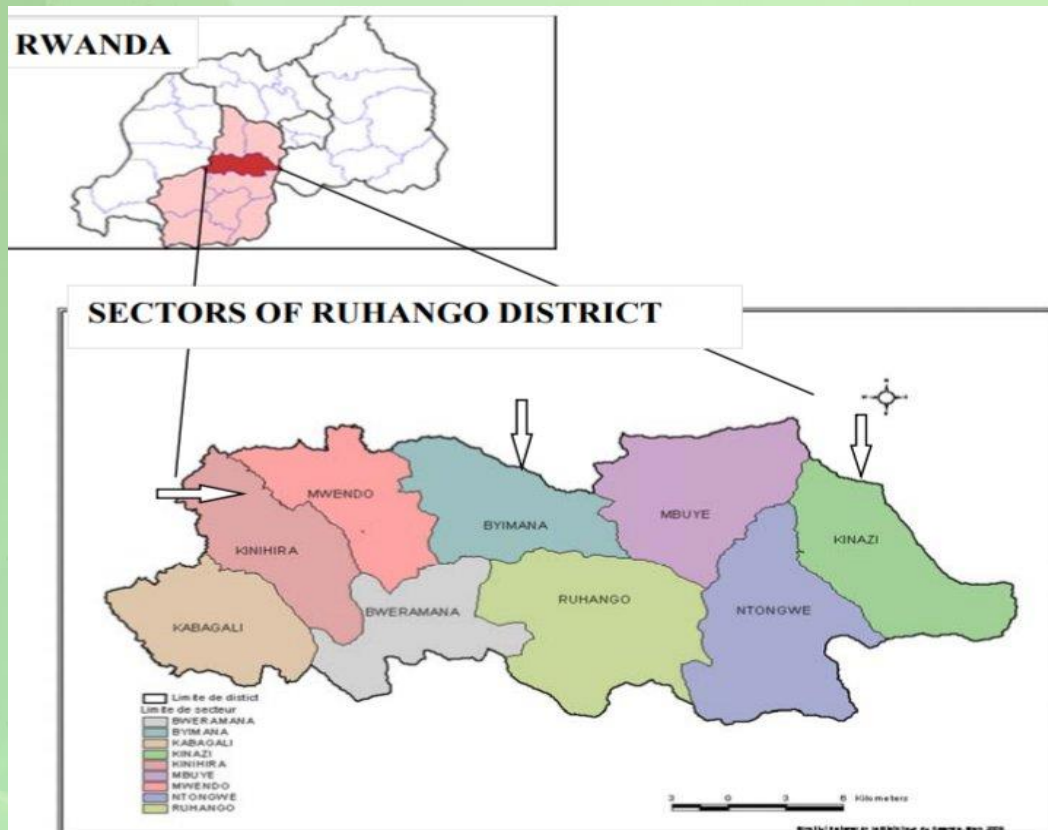 RWANDA
SECTORS OF RUHANGO DISTRICT
MWENDO
BYIMANA
MBUYE
KINAZI
KINIHIRA
RUHANGO
NTONGWE
BWERAMANA
KABAGALI
Limite de distict
Limite de secteur
BWERAMANA
BYIMANA
KABAGALI
KINAZI
KINIHIRA
MBUYE
MWENDO
NTONGWE
RUHANGO
3 0 3 6 Kilometers